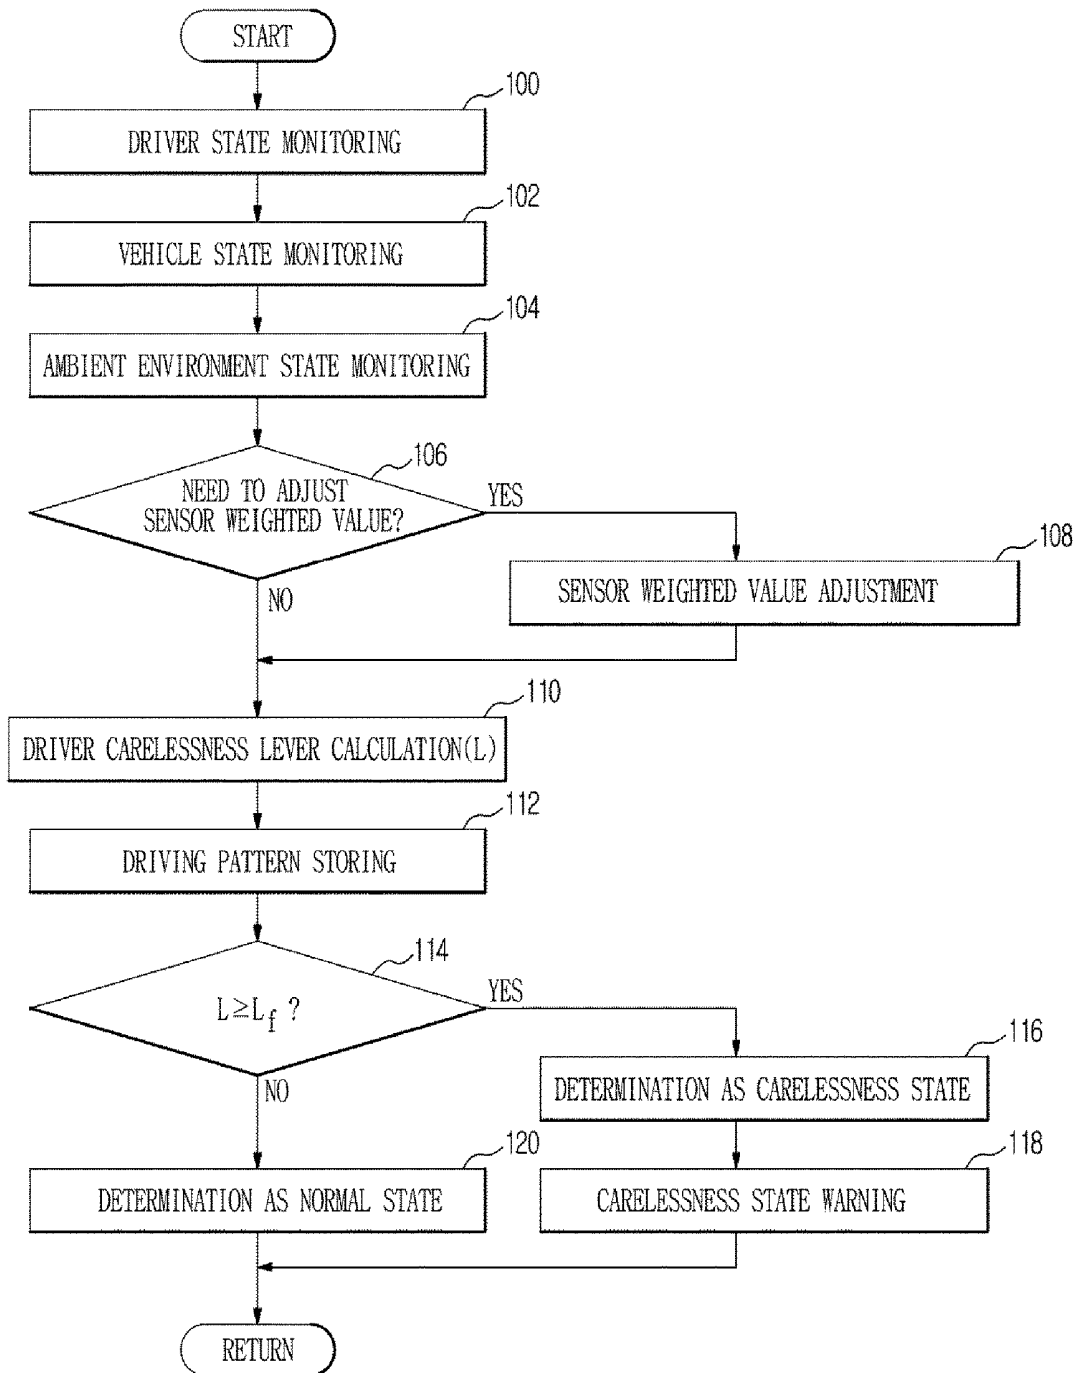 START
100
DRIVER STATE MONITORING
102
VEHICLE STATE MONITORING
104
AMBIENT ENVIRONMENT STATE MONITORING
106
NEED TO ADJUST
SENSOR WEIGHTED VALUE?
YES
NO
108
SENSOR WEIGHTED VALUE ADJUSTMENT
110
DRIVER CARELESSNESS LEVER CALCULATION(L)
112
DRIVING PATTERN STORING
114
L≥Lf ?
YES
NO
116
DETERMINATION AS CARELESSNESS STATE
120
DETERMINATION AS NORMAL STATE
118
CARELESSNESS STATE WARNING
RETURN